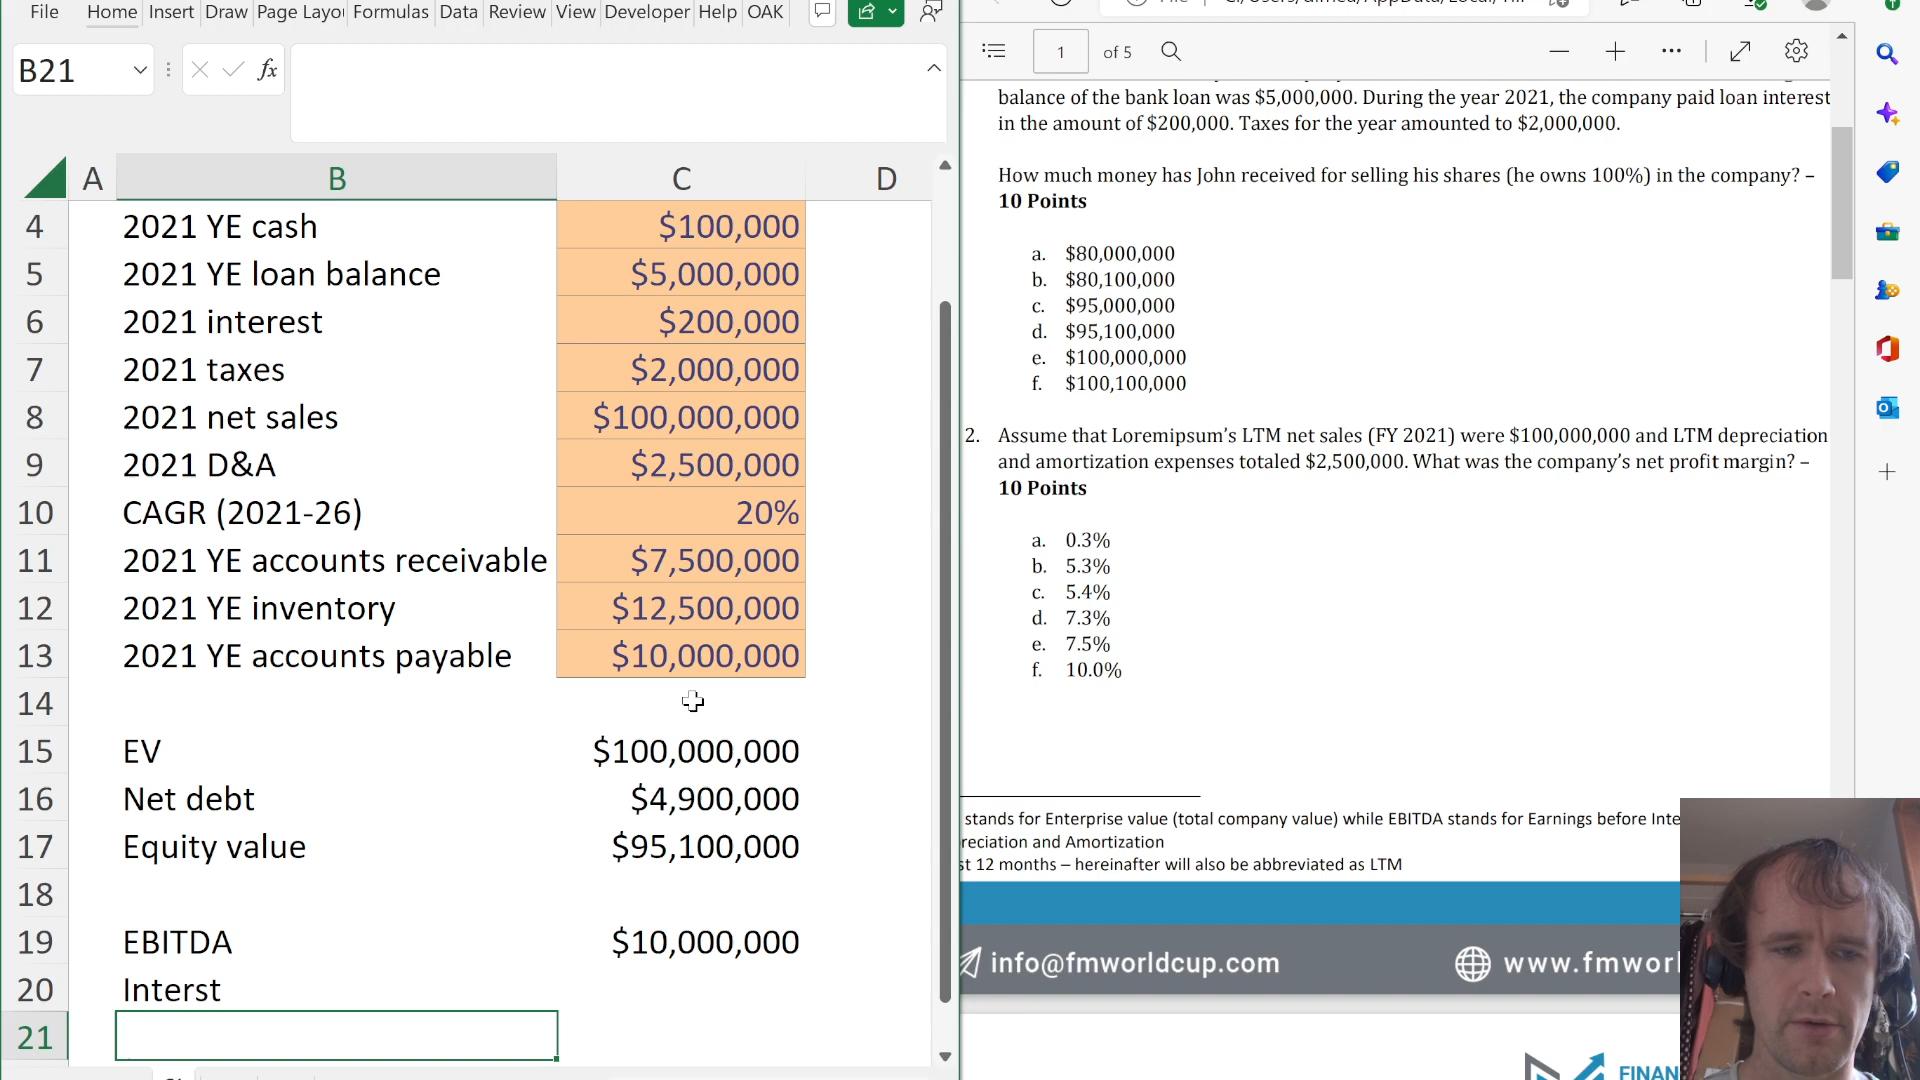 File Home Insert Draw Page Layou Formulas Data Review View Developer Help OAK
B21
fx
A B C D
4 2021 YE cash $100,000
5 2021 YE loan balance $5,000,000
6 2021 interest $200,000
7 2021 taxes $2,000,000
8 2021 net sales $100,000,000
9 2021 D&A $2,500,000
10 CAGR (2021-26) 20%
11 2021 YE accounts receivable $7,500,000
12 2021 YE inventory $12,500,000
13 2021 YE accounts payable $10,000,000
14
15 EV $100,000,000
16 Net debt $4,900,000
17 Equity value $95,100,000
18
19 EBITDA $10,000,000
20 Interst
21
1 of 5
balance of the bank loan was $5,000,000. During the year 2021, the company paid loan interest
in the amount of $200,000. Taxes for the year amounted to $2,000,000.
How much money has John received for selling his shares (he owns 100%) in the company? –
10 Points
a. $80,000,000
b. $80,100,000
c. $95,000,000
d. $95,100,000
e. $100,000,000
f. $100,100,000
2. Assume that Loremipsum’s LTM net sales (FY 2021) were $100,000,000 and LTM depreciation
and amortization expenses totaled $2,500,000. What was the company’s net profit margin? –
10 Points
a. 0.3%
b. 5.3%
c. 5.4%
d. 7.3%
e. 7.5%
f. 10.0%
stands for Enterprise value (total company value) while EBITDA stands for Earnings before Inte
reciation and Amortization
st 12 months – hereinafter will also be abbreviated as LTM
info@fmworldcup.com
www.fmworl
FINAN